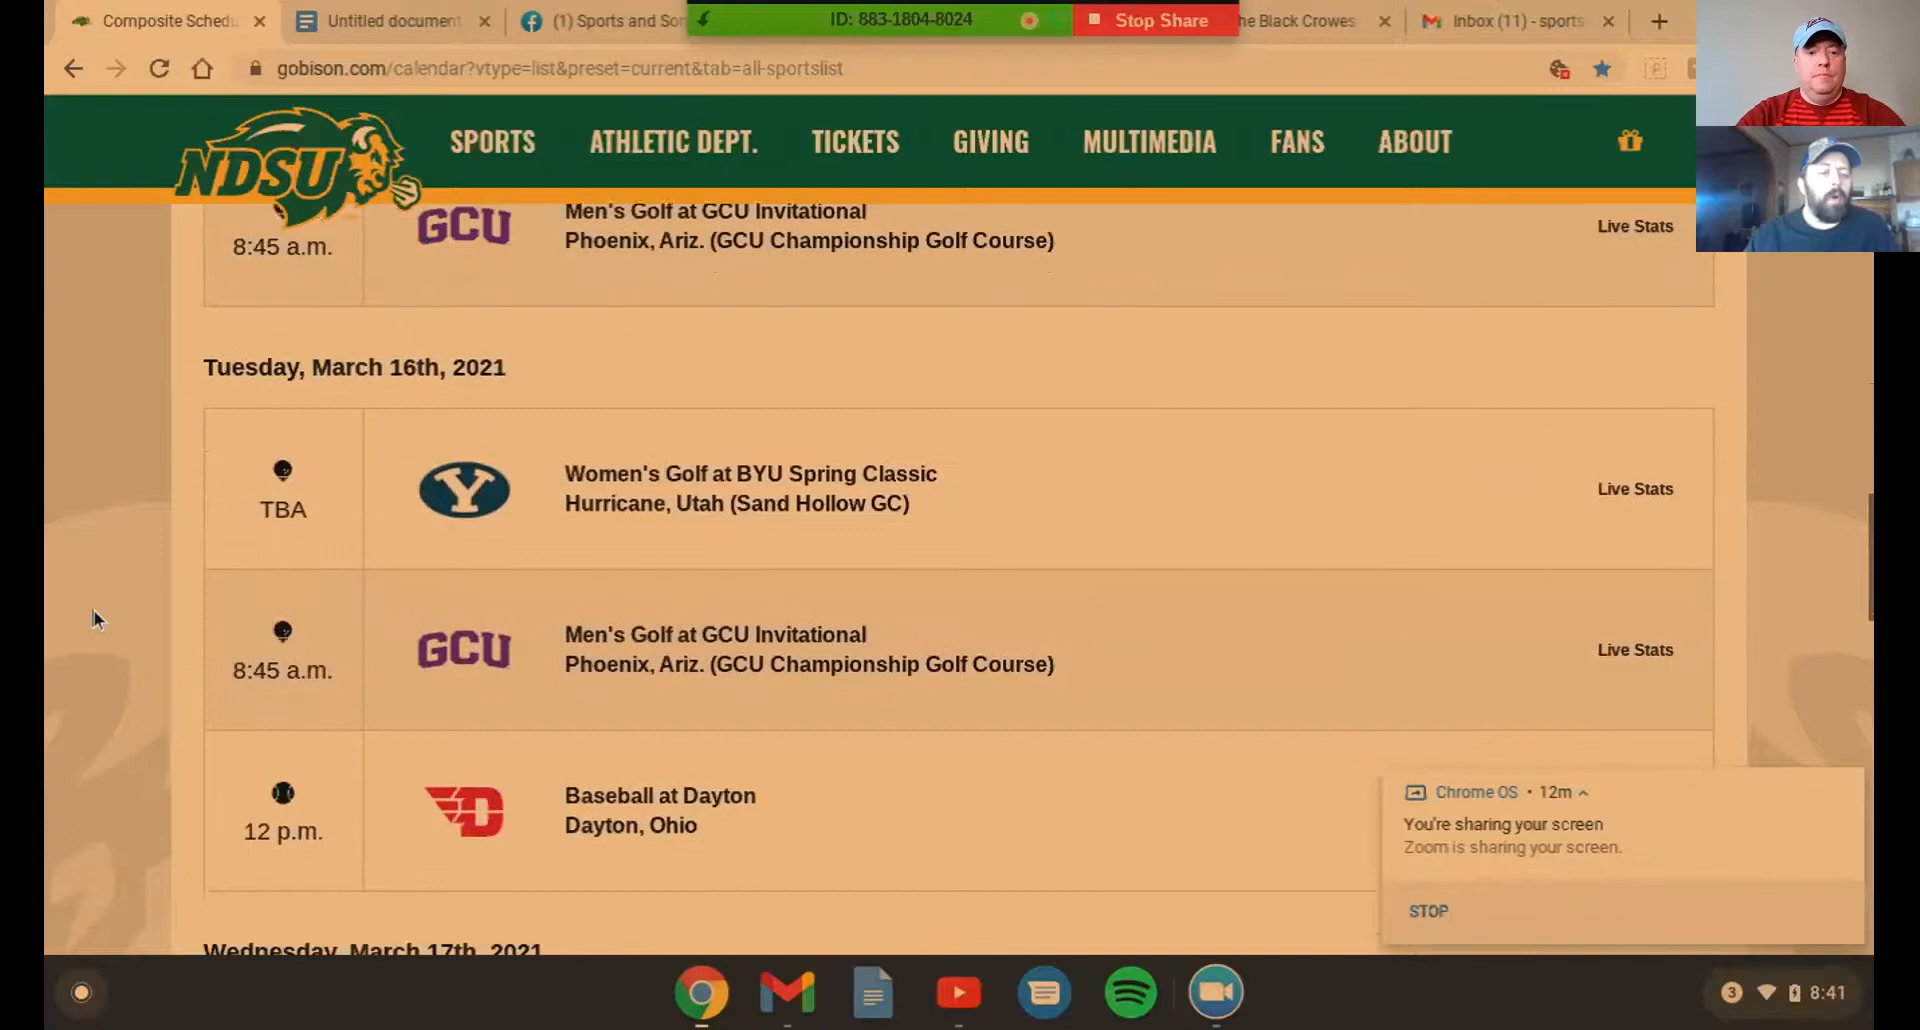 Composite Schedu
Untitled document
(1) Sports and Son
ID: 883-1804-8024
Stop Share
he Black Crowes
Inbox (11) - sports
gobison.com/calendar?vtype=list&preset=current&tab=all-sportslist
NDSU
SPORTS
ATHLETIC DEPT.
TICKETS
GIVING
MULTIMEDIA
FANS
ABOUT
8:45 a.m.
GCU
Men's Golf at GCU Invitational
Phoenix, Ariz. (GCU Championship Golf Course)
Live Stats
Tuesday, March 16th, 2021
TBA
Y
Women's Golf at BYU Spring Classic
Hurricane, Utah (Sand Hollow GC)
Live Stats
8:45 a.m.
GCU
Men's Golf at GCU Invitational
Phoenix, Ariz. (GCU Championship Golf Course)
Live Stats
12 p.m.
D
Baseball at Dayton
Dayton, Ohio
Chrome OS • 12m
You're sharing your screen
Zoom is sharing your screen.
STOP
Wednesday, March 17th, 2021
3
8:41